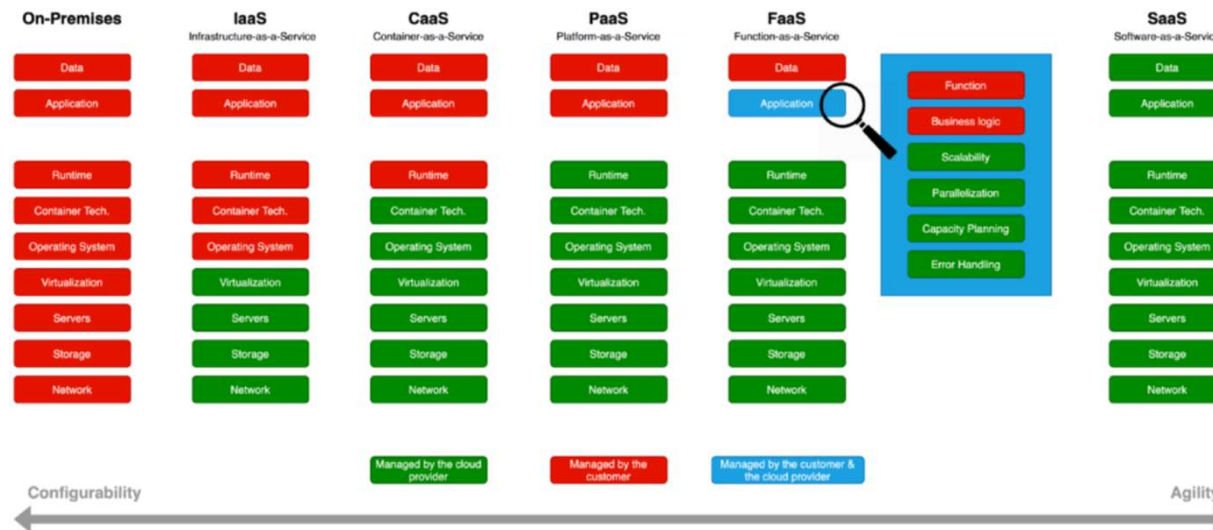 On-Premises IaaS CaaS PaaS FaaS SaaS
Infrastructure-as-a-Service Container-as-a-Service Platform-as-a-Service Function-as-a-Service Software-as-a-Servic
Data Data Data Data Data Data
Application Application Application Application Application Application
Function
Business logic
Scalability
Parallelization
Capacity Planning
Error Handling
Runtime Runtime Runtime Runtime Runtime Runtime
Container Tech. Container Tech. Container Tech. Container Tech. Container Tech. Container Tech.
Operating System Operating System Operating System Operating System Operating System Operating System
Virtualization Virtualization Virtualization Virtualization Virtualization Virtualization
Servers Servers Servers Servers Servers Servers
Storage Storage Storage Storage Storage Storage
Network Network Network Network Network Network
Managed by the cloud
provider
Managed by the
customer
Managed by the customer &
the cloud provider
Configurability Agility